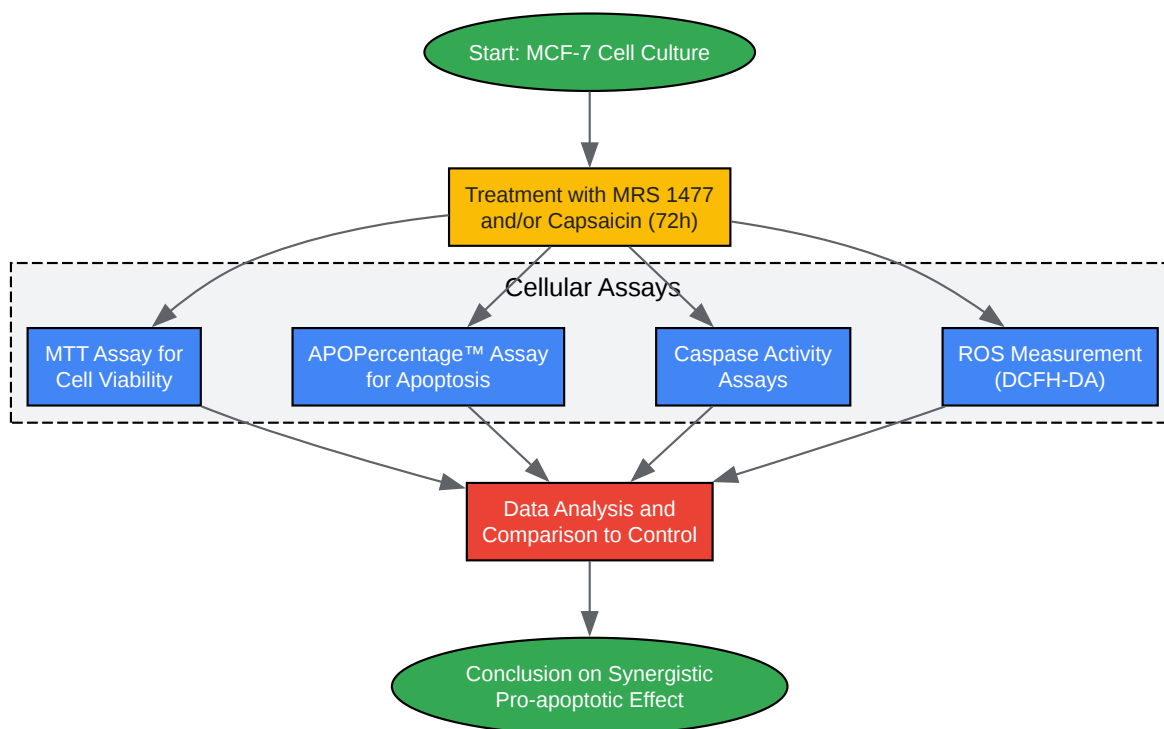 Start: MCF-7 Cell Culture
Treatment with MRS 1477
and/or Capsaicin (72h)
Cellular Assays
MTT Assay for
Cell Viability
APOPercentage™ Assay
for Apoptosis
Caspase Activity
Assays
ROS Measurement
(DCFH-DA)
Data Analysis and
Comparison to Control
Conclusion on Synergistic
Pro-apoptotic Effect